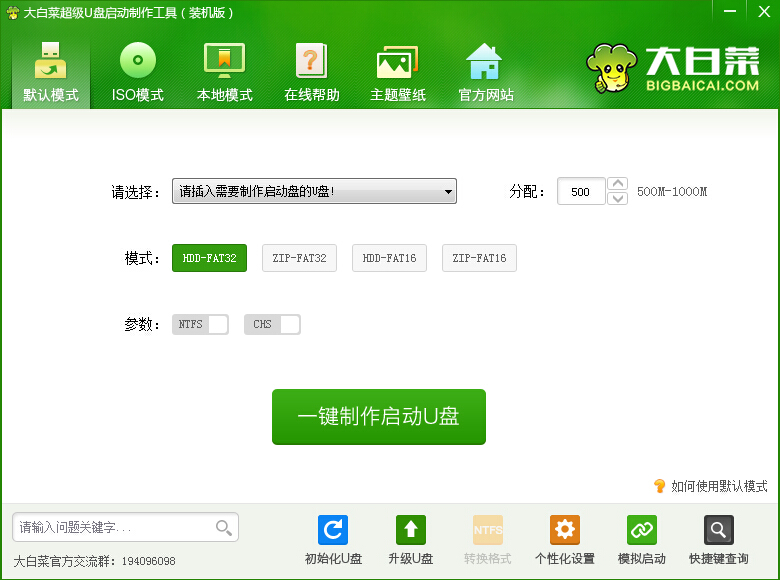 大白菜超级U盘启动制作工具（装机版）
默认模式 ISO模式 本地模式 在线帮助 主题壁纸 官方网站
大白菜
BIGBAICAI.COM
请选择： 请插入需要制作启动盘的U盘! 分配： 500 500M-1000M
模式： HDD-FAT32 ZIP-FAT32 HDD-FAT16 ZIP-FAT16
参数： NTFS CHS
一键制作启动U盘
如何使用默认模式
请输入问题关键字...
NTFS
初始化U盘 升级U盘 转换格式 个性化设置 模拟启动 快捷键查询
大白菜官方交流群：194096098